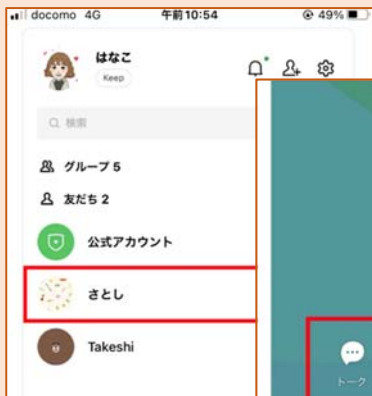 docomo 4G 午前10:54 49%
はなこ
Keep
検索
グループ 5
友だち 2
公式アカウント
さとし
Takeshi
トーク